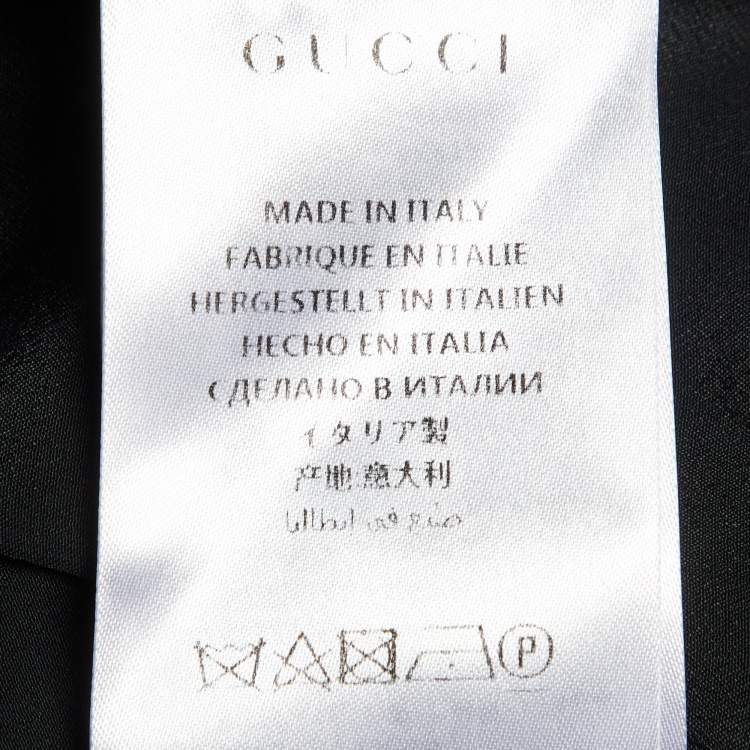 GUCCI
MADE IN ITALY
FABRIQUE EN ITALIE
HERGESTELLT IN ITALIEN
HECHO EN ITALIA
СДЕЛАНО В ИТАЛИИ
イタリア製
产地:意大利
صنع في ايطاليا
P